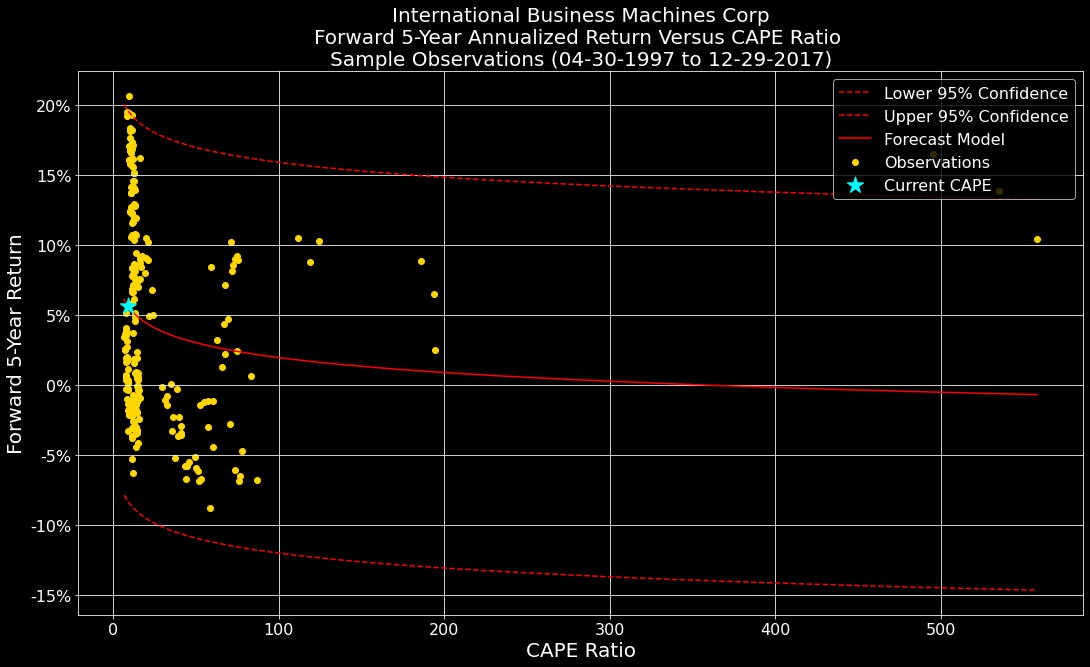 International Business Machines Corp
Forward 5-Year Annualized Return Versus CAPE Ratio
Sample Observations (04-30-1997 to 12-29-2017)
Lower 95% Confidence
Upper 95% Confidence
Forecast Model
Observations
Current CAPE
Forward 5-Year Return
20%
15%
10%
5%
0%
-5%
-10%
-15%
0 100 200 300 400 500
CAPE Ratio